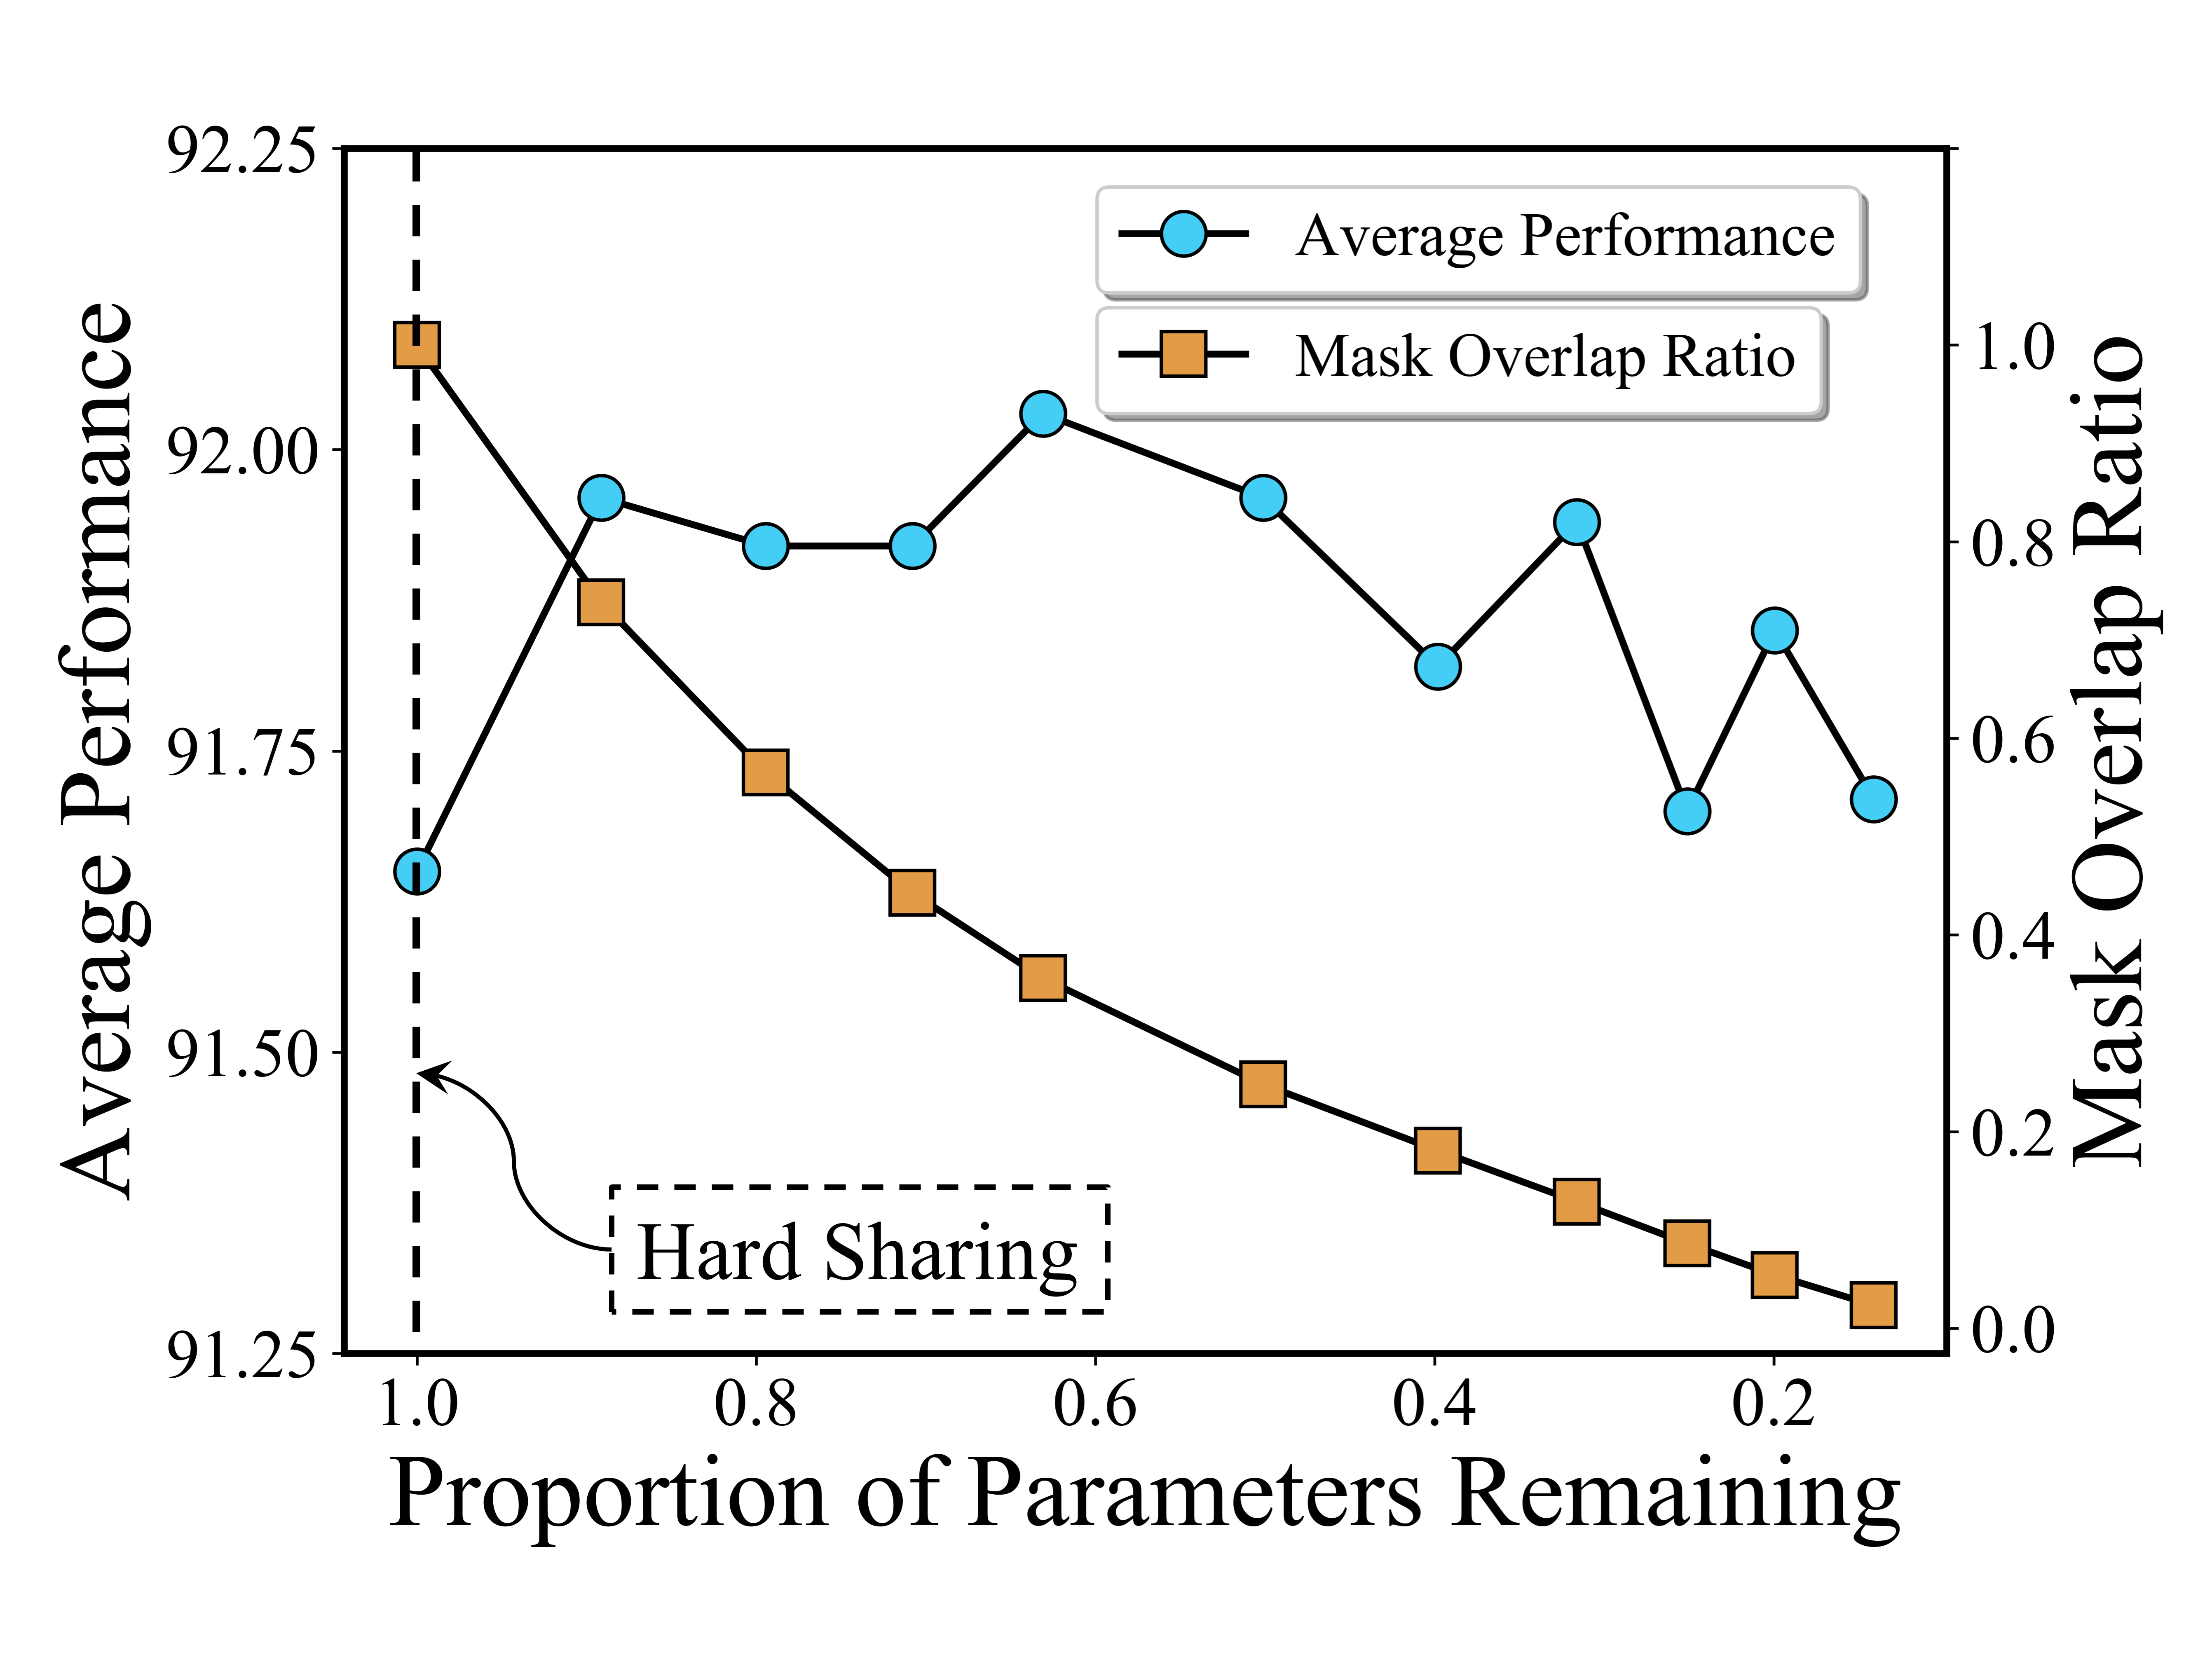 Average Performance
92.25
92.00
91.75
91.50
91.25
Average Performance
Mask Overlap Ratio
Hard Sharing
1.0
0.8
0.6
0.4
0.2
0.0
Mask Overlap Ratio
1.0
0.8
0.6
0.4
0.2
Proportion of Parameters Remaining